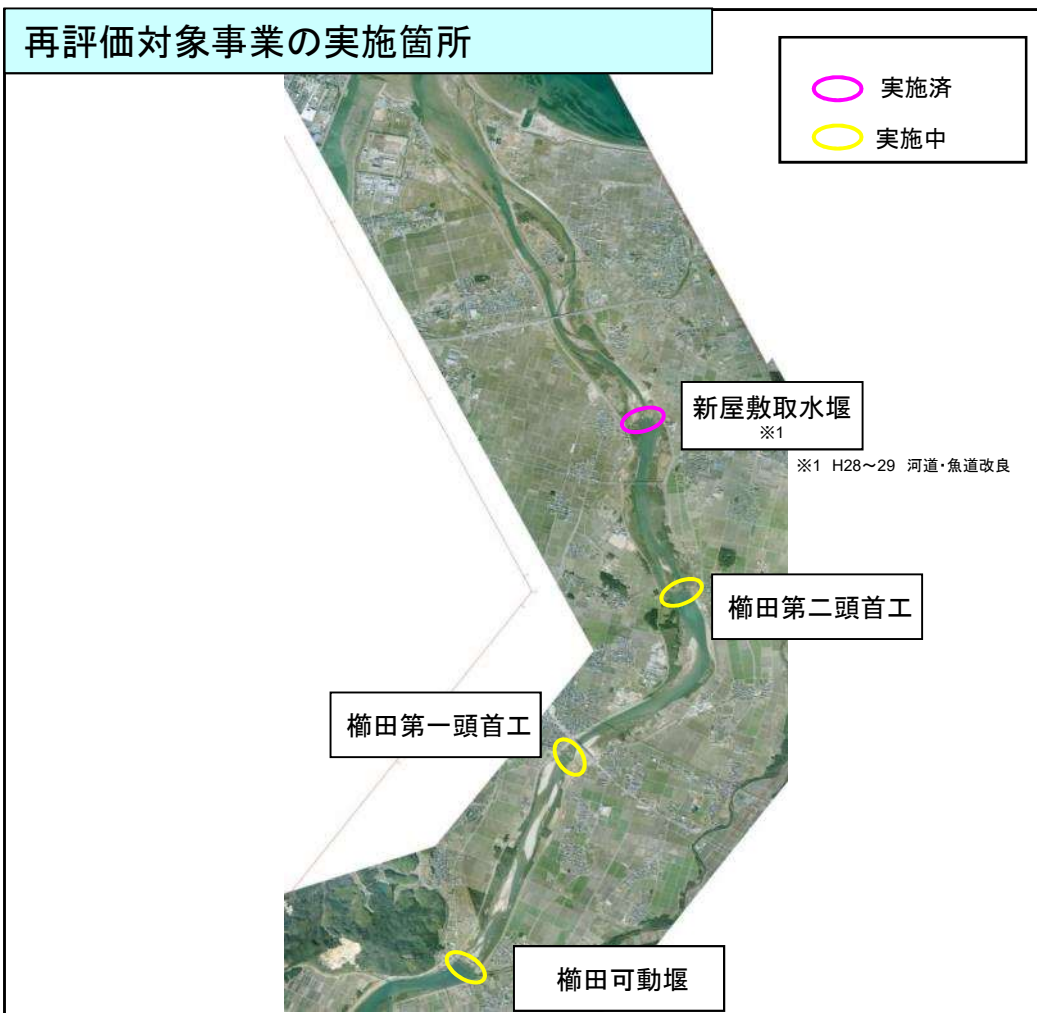 再評価対象事業の実施箇所
実施済
実施中
新屋敷取水堰
※1
※1 H28～29 河道・魚道改良
櫛田第二頭首工
櫛田第一頭首工
櫛田可動堰